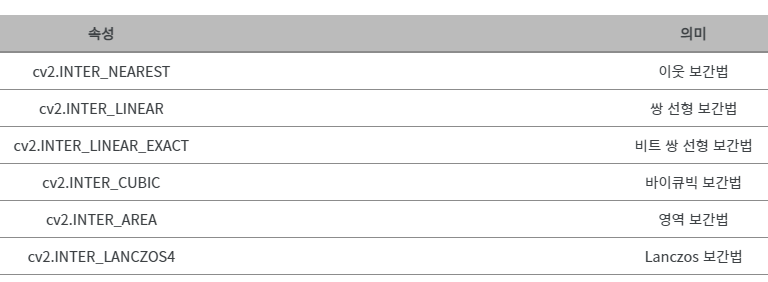 속성 의미
cv2.INTER_NEAREST 이웃 보간법
cv2.INTER_LINEAR 쌍 선형 보간법
cv2.INTER_LINEAR_EXACT 비트 쌍 선형 보간법
cv2.INTER_CUBIC 바이큐빅 보간법
cv2.INTER_AREA 영역 보간법
cv2.INTER_LANCZOS4 Lanczos 보간법